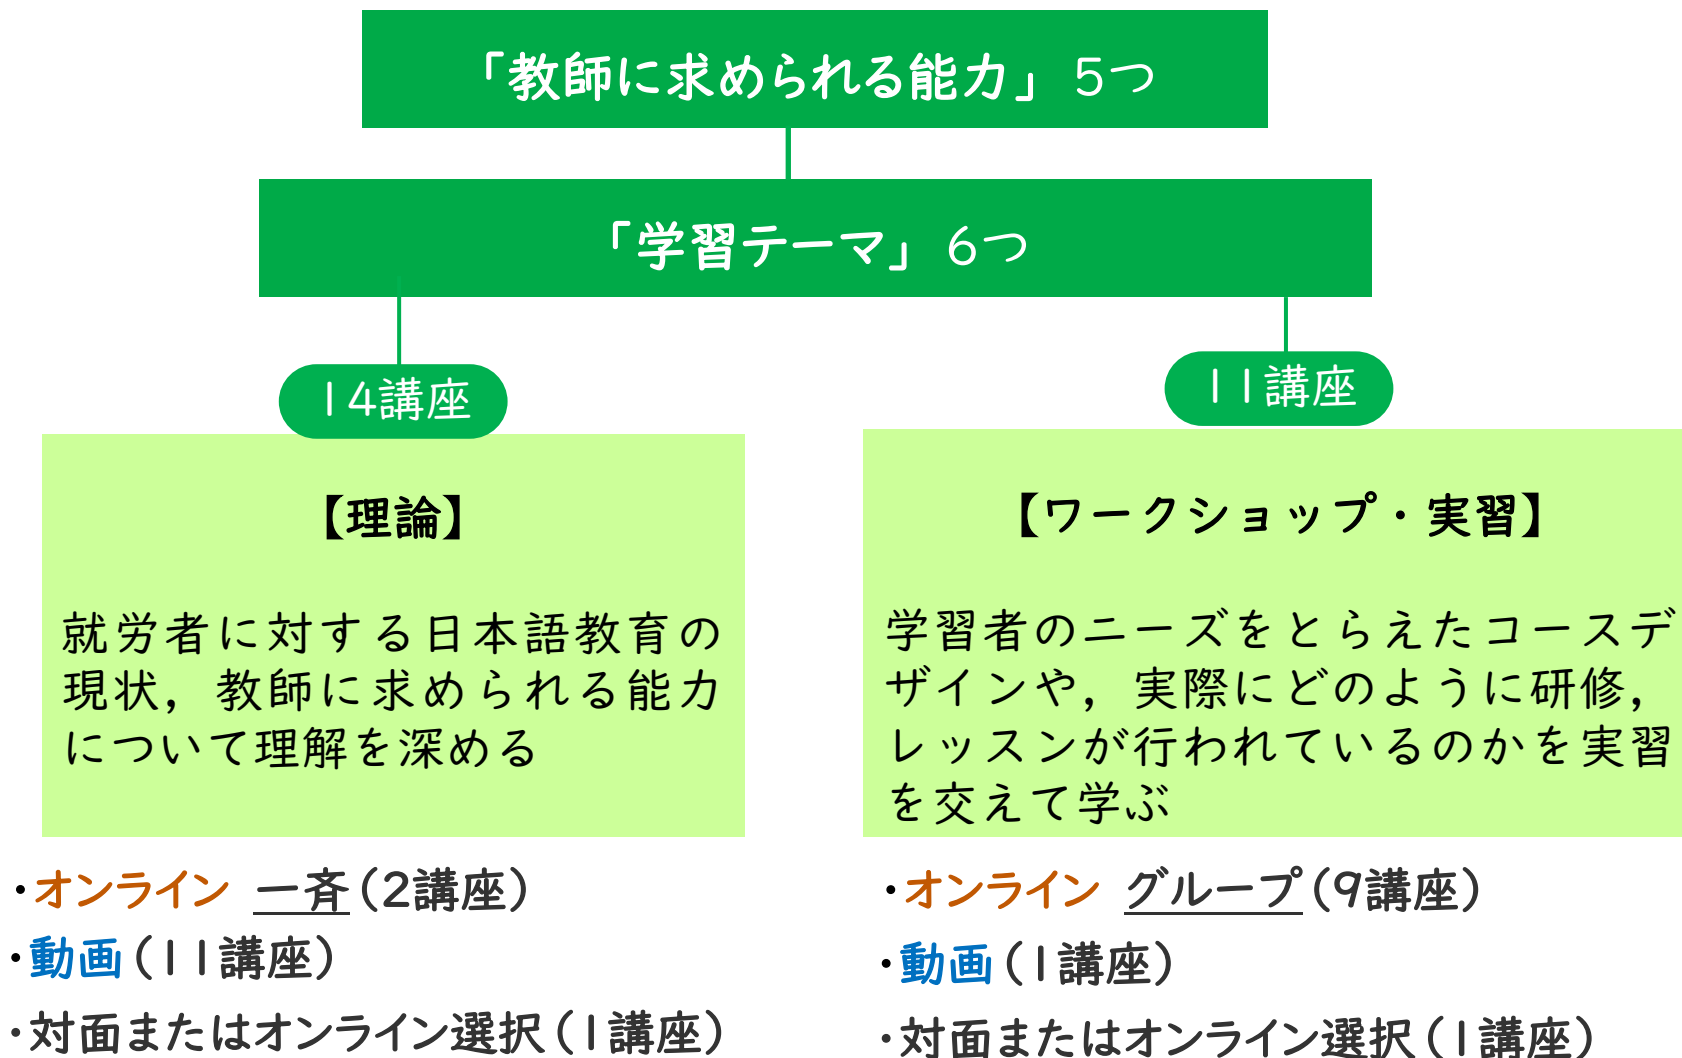 「教師に求められる能力」５つ
「学習テーマ」６つ
14講座
【理論】
就労者に対する日本語教育の
現状，教師に求められる能力
について理解を深める
・オンライン 一斉（2講座）
・動画（11講座）
・対面またはオンライン選択（1講座）
11講座
【ワークショップ・実習】
学習者のニーズをとらえたコースデ
ザインや，実際にどのように研修，
レッスンが行われているのかを実習
を交えて学ぶ
・オンライン グループ（9講座）
・動画（1講座）
・対面またはオンライン選択（1講座）